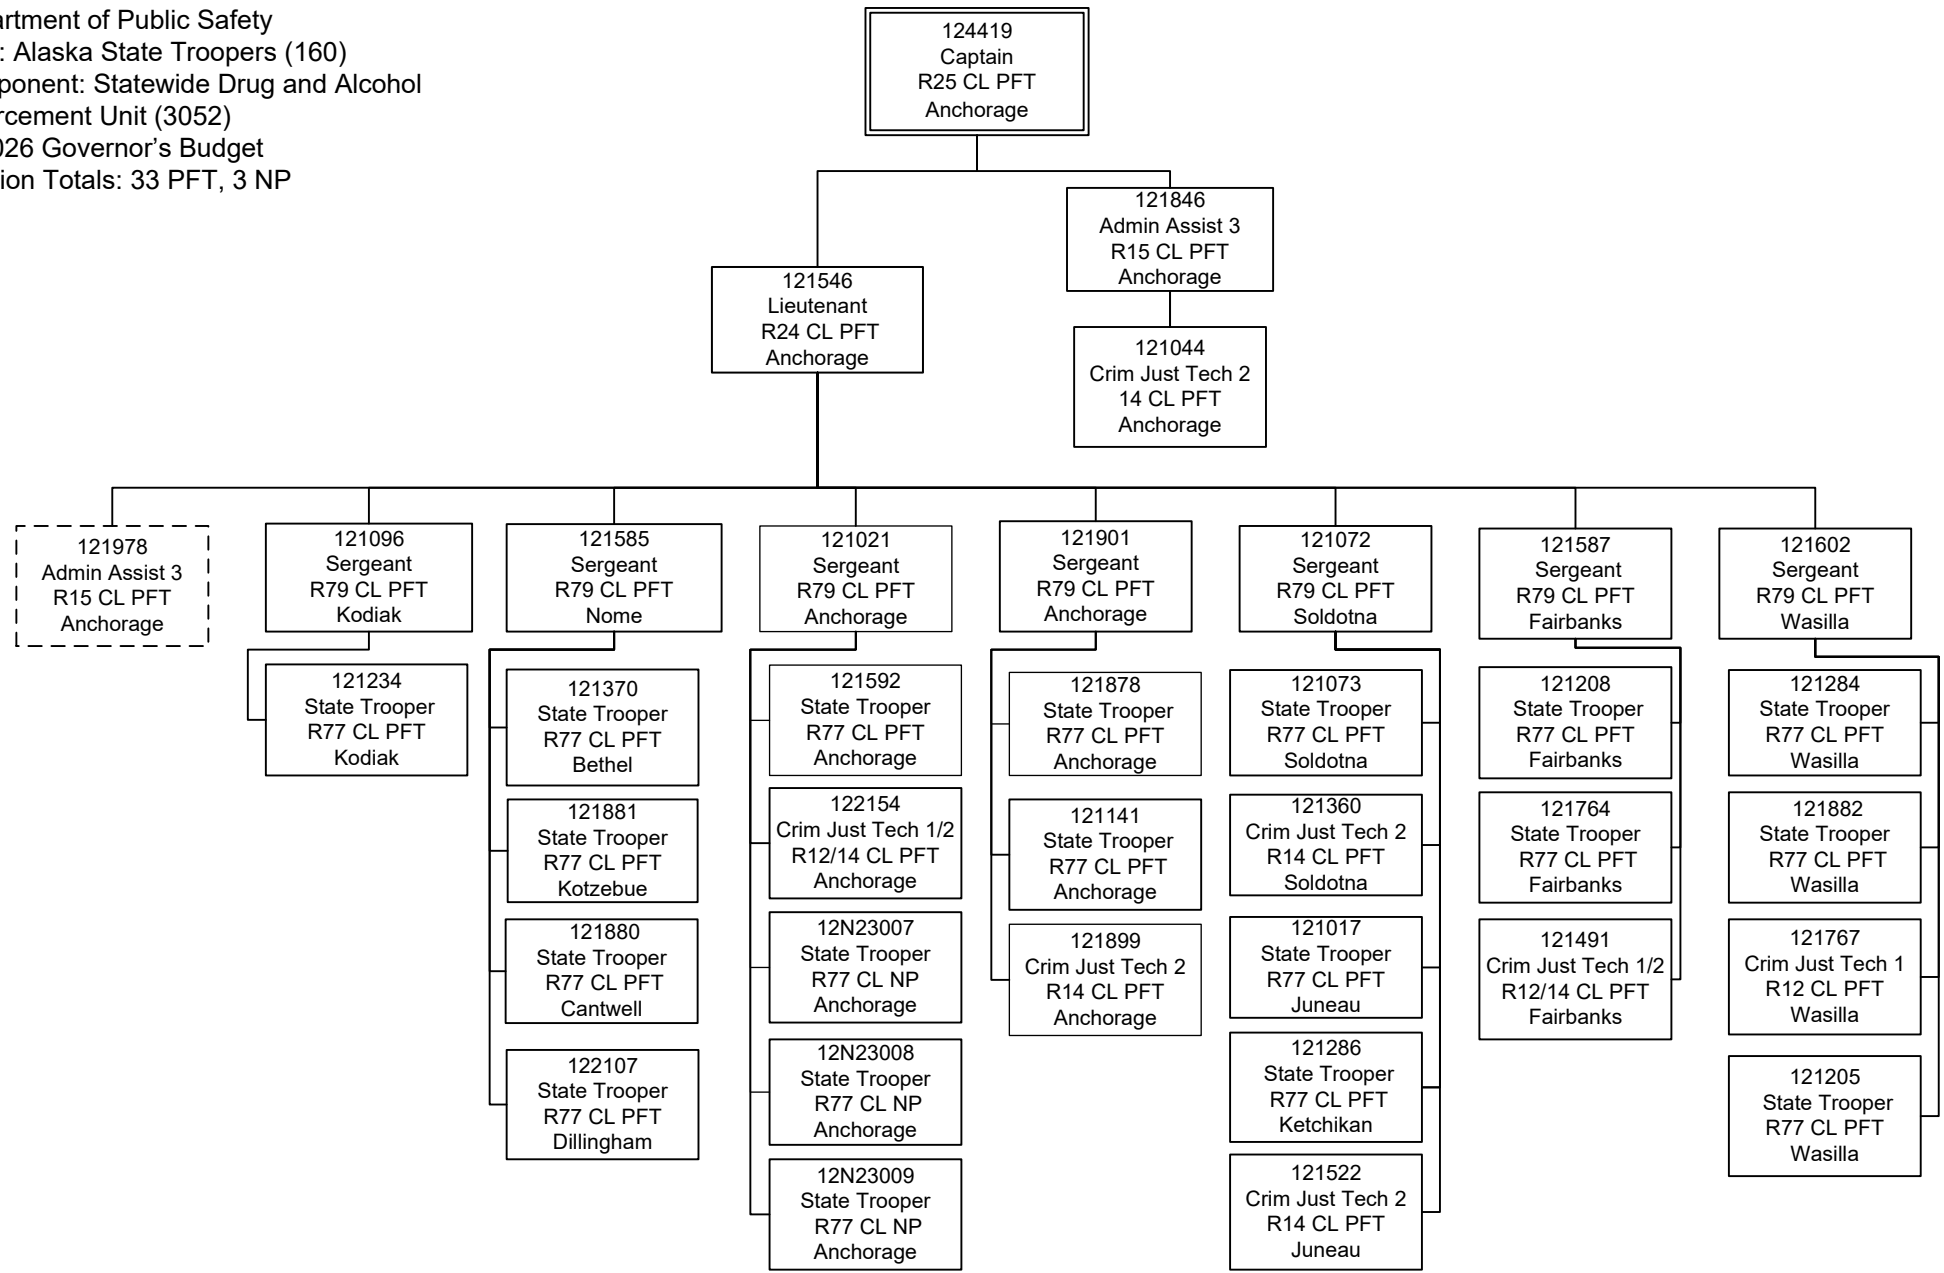 artment of Public Safety
: Alaska State Troopers (160)
ponent: Statewide Drug and Alcohol
rcement Unit (3052)
026 Governor’s Budget
ion Totals: 33 PFT, 3 NP
124419
Captain
R25 CL PFT
Anchorage
121846
Admin Assist 3
R15 CL PFT
Anchorage
121546
Lieutenant
R24 CL PFT
Anchorage
121044
Crim Just Tech 2
14 CL PFT
Anchorage
121978
Admin Assist 3
R15 CL PFT
Anchorage
121096
Sergeant
R79 CL PFT
Kodiak
121585
Sergeant
R79 CL PFT
Nome
121021
Sergeant
R79 CL PFT
Anchorage
121901
Sergeant
R79 CL PFT
Anchorage
121072
Sergeant
R79 CL PFT
Soldotna
121587
Sergeant
R79 CL PFT
Fairbanks
121602
Sergeant
R79 CL PFT
Wasilla
121234
State Trooper
R77 CL PFT
Kodiak
121370
State Trooper
R77 CL PFT
Bethel
121881
State Trooper
R77 CL PFT
Kotzebue
121880
State Trooper
R77 CL PFT
Cantwell
122107
State Trooper
R77 CL PFT
Dillingham
121592
State Trooper
R77 CL PFT
Anchorage
122154
Crim Just Tech 1/2
R12/14 CL PFT
Anchorage
12N23007
State Trooper
R77 CL NP
Anchorage
12N23008
State Trooper
R77 CL NP
Anchorage
12N23009
State Trooper
R77 CL NP
Anchorage
121878
State Trooper
R77 CL PFT
Anchorage
121141
State Trooper
R77 CL PFT
Anchorage
121899
Crim Just Tech 2
R14 CL PFT
Anchorage
121073
State Trooper
R77 CL PFT
Soldotna
121360
Crim Just Tech 2
R14 CL PFT
Soldotna
121017
State Trooper
R77 CL PFT
Juneau
121286
State Trooper
R77 CL PFT
Ketchikan
121522
Crim Just Tech 2
R14 CL PFT
Juneau
121208
State Trooper
R77 CL PFT
Fairbanks
121764
State Trooper
R77 CL PFT
Fairbanks
121491
Crim Just Tech 1/2
R12/14 CL PFT
Fairbanks
121284
State Trooper
R77 CL PFT
Wasilla
121882
State Trooper
R77 CL PFT
Wasilla
121767
Crim Just Tech 1
R12 CL PFT
Wasilla
121205
State Trooper
R77 CL PFT
Wasilla